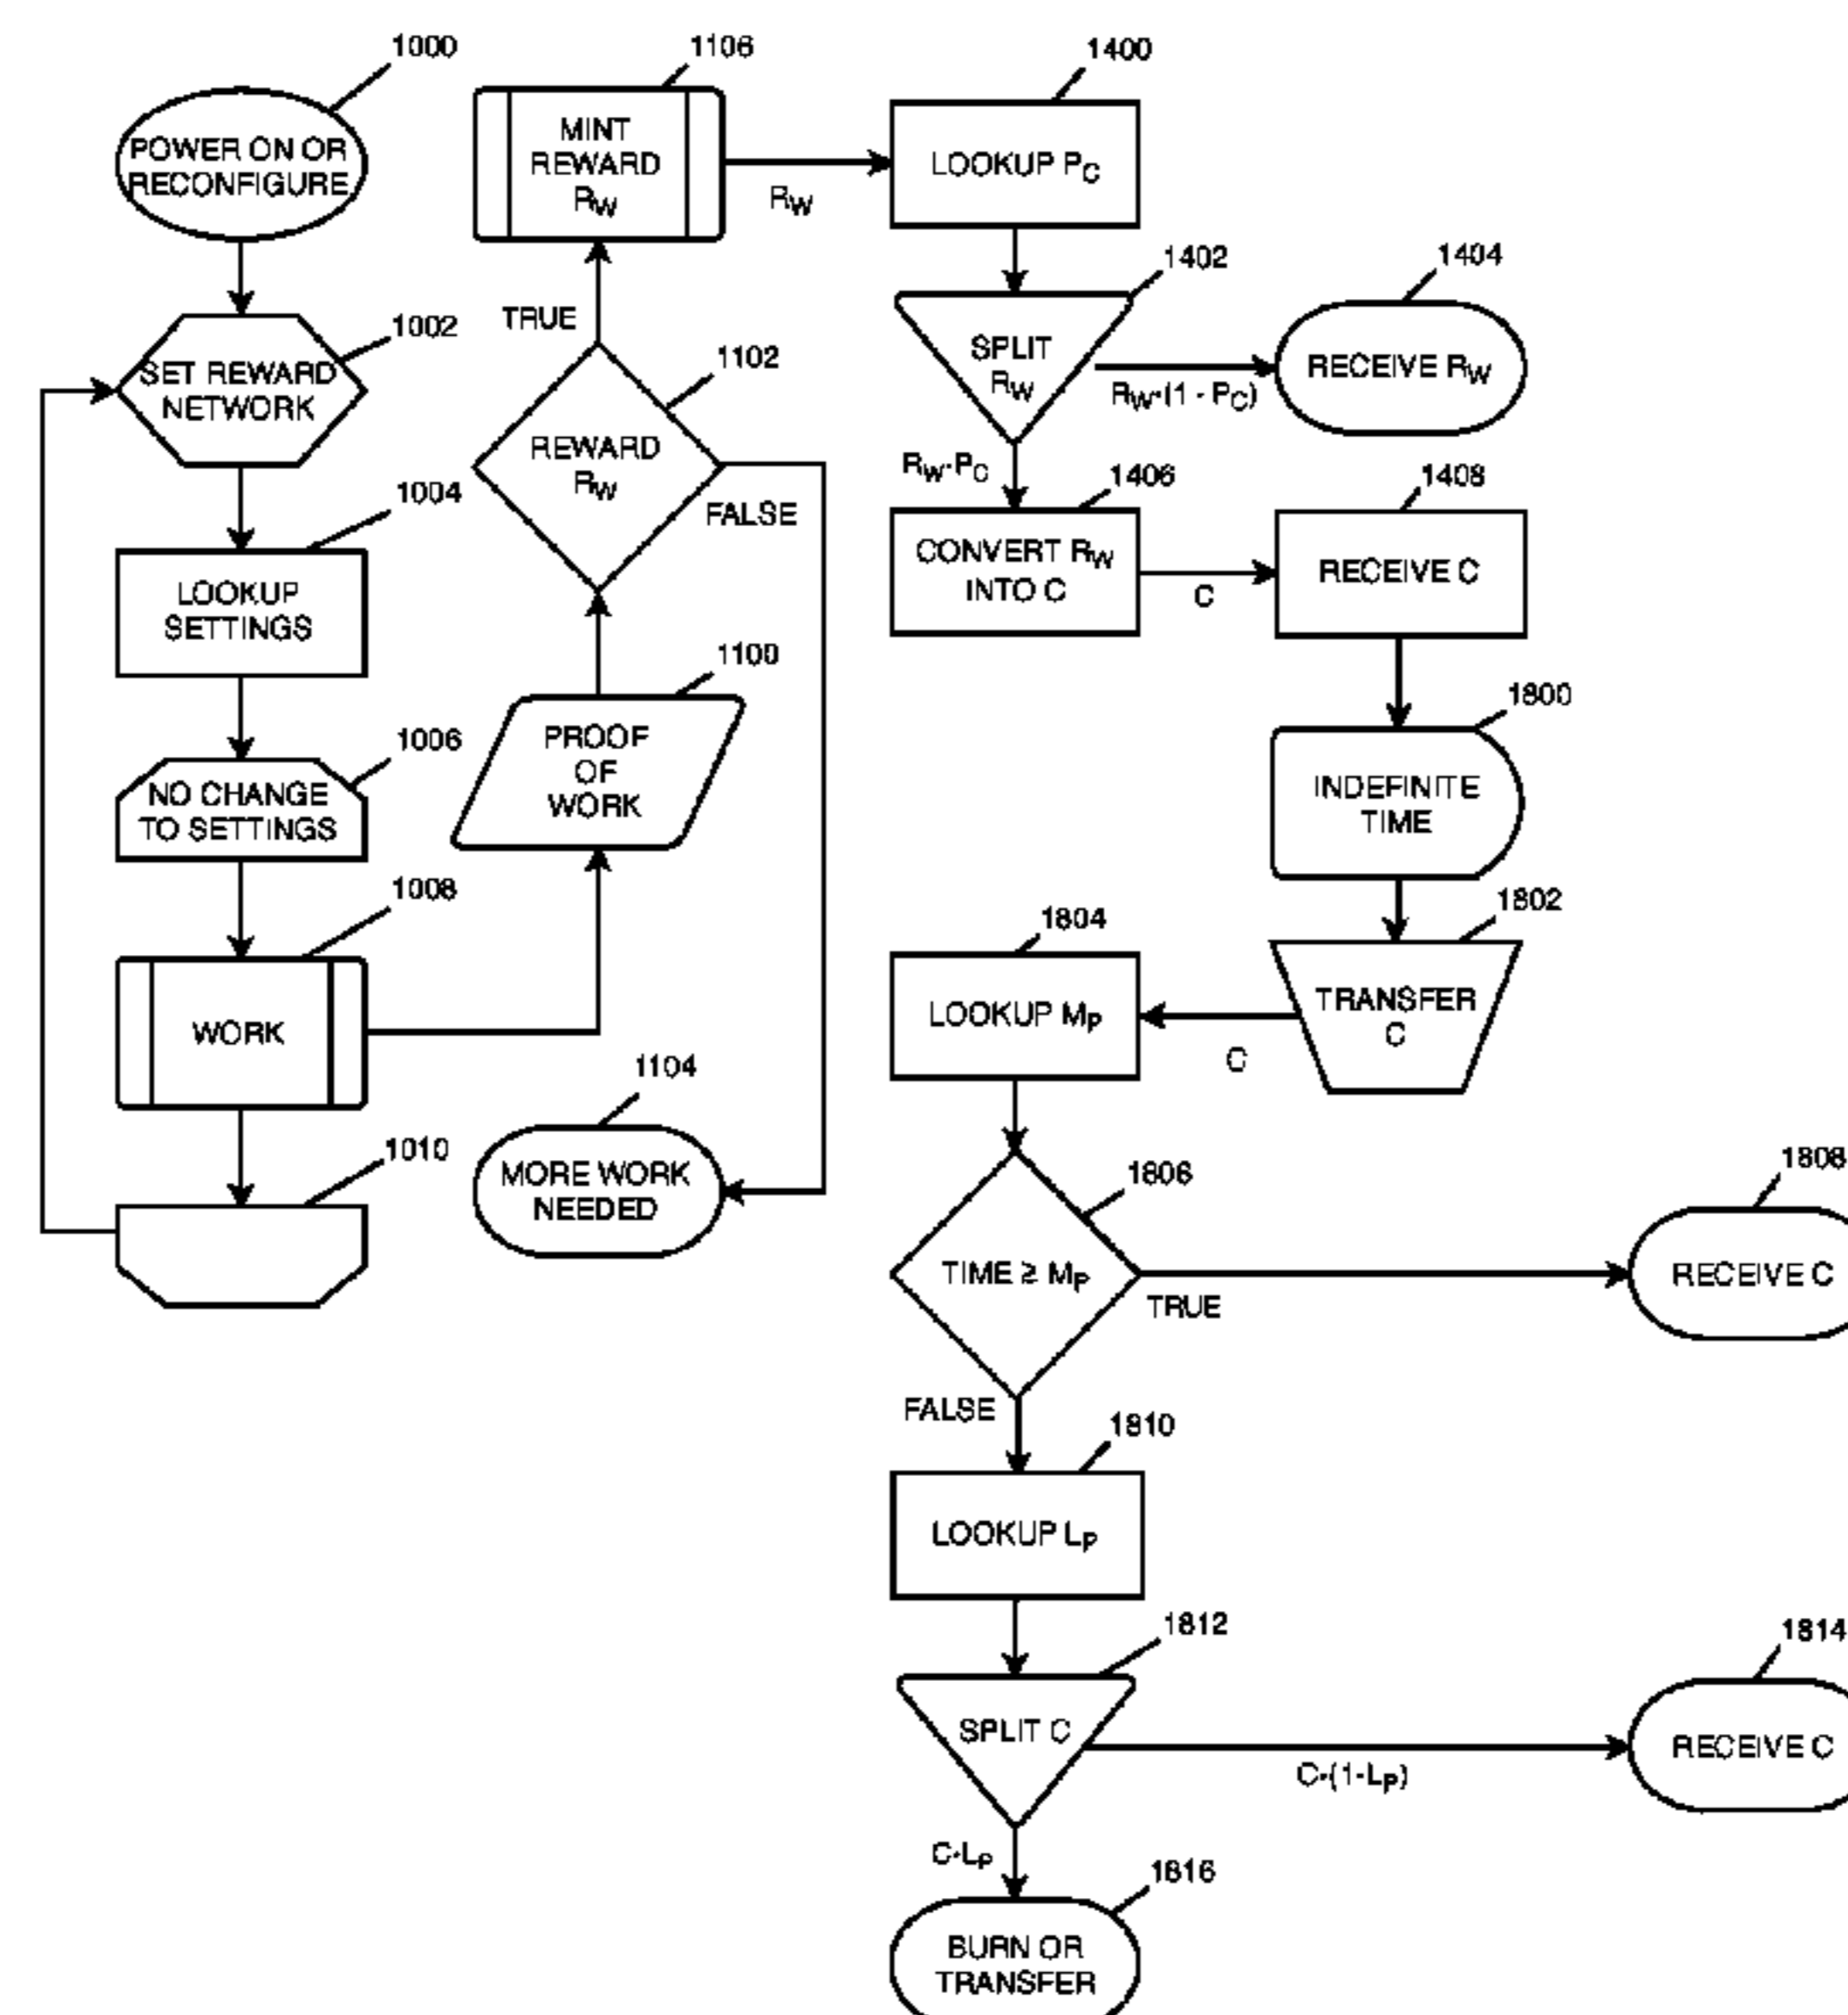 1000
POWER ON OR
RECONFIGURE
1002
SET REWARD
NETWORK
1004
LOOKUP
SETTINGS
1006
NO CHANGE
TO SETTINGS
1008
WORK
1010
1106
MINT
REWARD
RW
RW
TRUE
1102
REWARD
RW
FALSE
1100
PROOF
OF
WORK
1104
MORE WORK
NEEDED
1400
LOOKUP PC
1402
SPLIT
RW
1404
RECEIVE RW
RW·(1 - PC)
RW·PC
1406
CONVERT RW
INTO C
C
1408
RECEIVE C
1800
INDEFINITE
TIME
1802
TRANSFER
C
C
1804
LOOKUP MP
1806
TIME ≥ MP
TRUE
1808
RECEIVE C
FALSE
1810
LOOKUP LP
1812
SPLIT C
C·(1-LP)
1814
RECEIVE C
C·LP
1816
BURN OR
TRANSFER